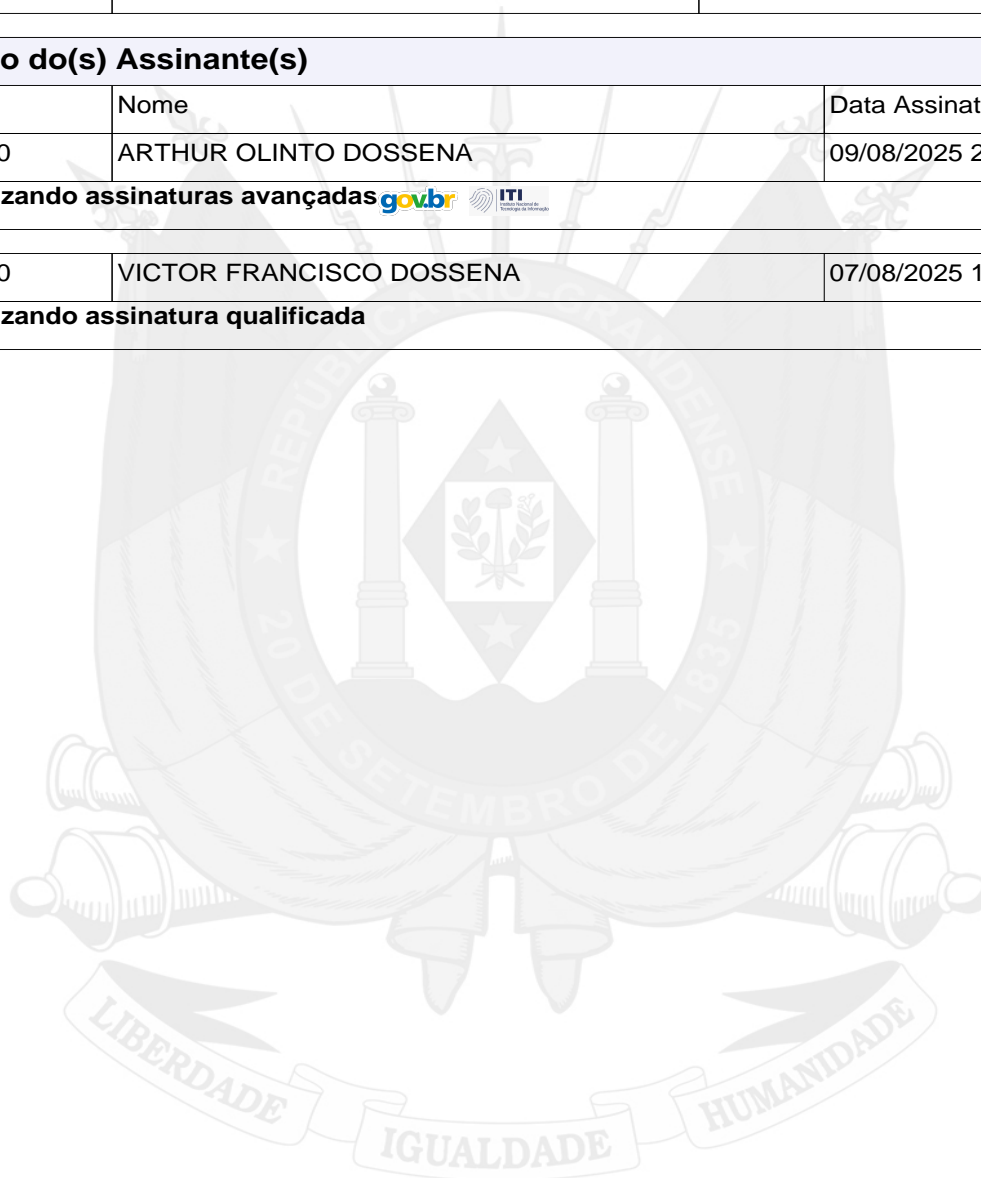 o do(s) Assinante(s)
Nome Data Assinat
0 ARTHUR OLINTO DOSSENA 09/08/2025 2
zando assinaturas avançadas gov.br ITI
0 VICTOR FRANCISCO DOSSENA 07/08/2025 1
zando assinatura qualificada
REPÚBLICA RIO-GRANDENSE
20 DE SETEMBRO DE 1835
LIBERDADE IGUALDADE HUMANIDADE